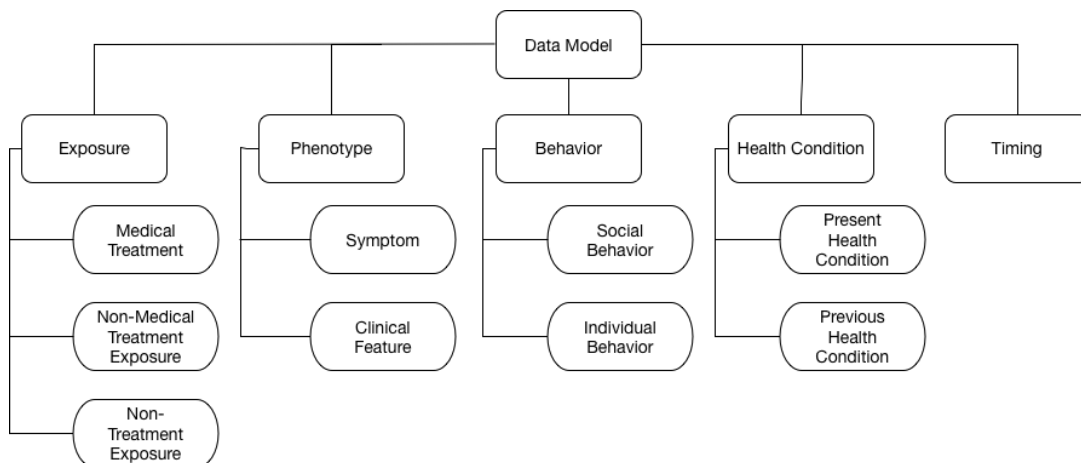 Data Model
Exposure
Phenotype
Behavior
Health Condition
Timing
Medical
Treatment
Symptom
Social
Behavior
Present
Health
Condition
Non-Medical
Treatment
Exposure
Clinical
Feature
Individual
Behavior
Previous
Health
Condition
Non-
Treatment
Exposure